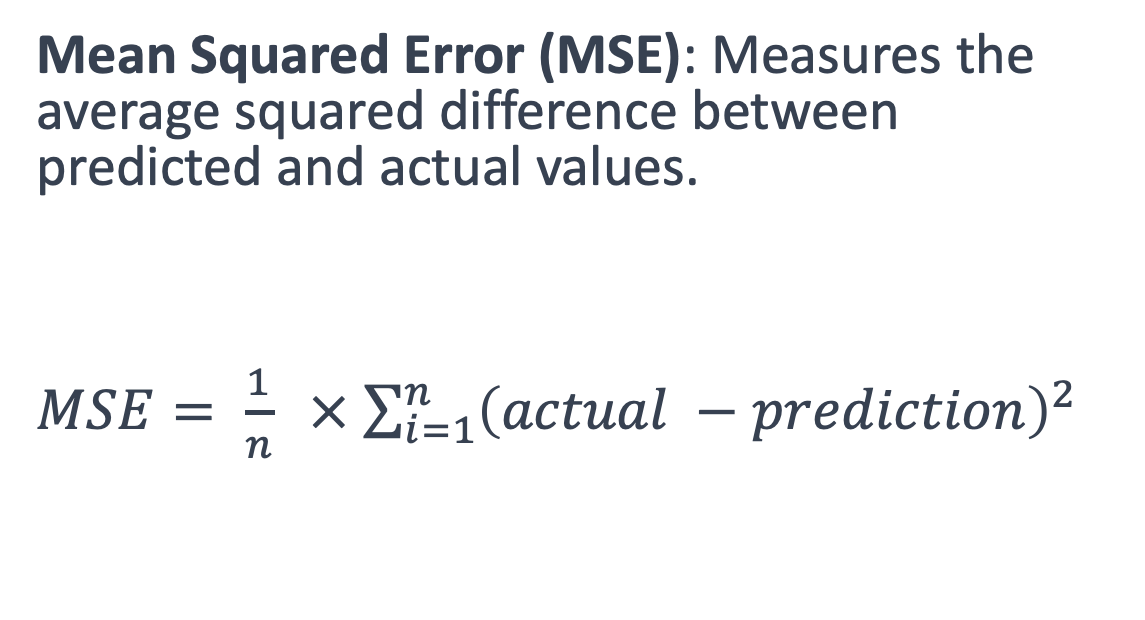 Mean Squared Error (MSE): Measures the
average squared difference between
predicted and actual values.
MSE = 1/n × ∑ⁿᵢ₌₁(actual − prediction)²